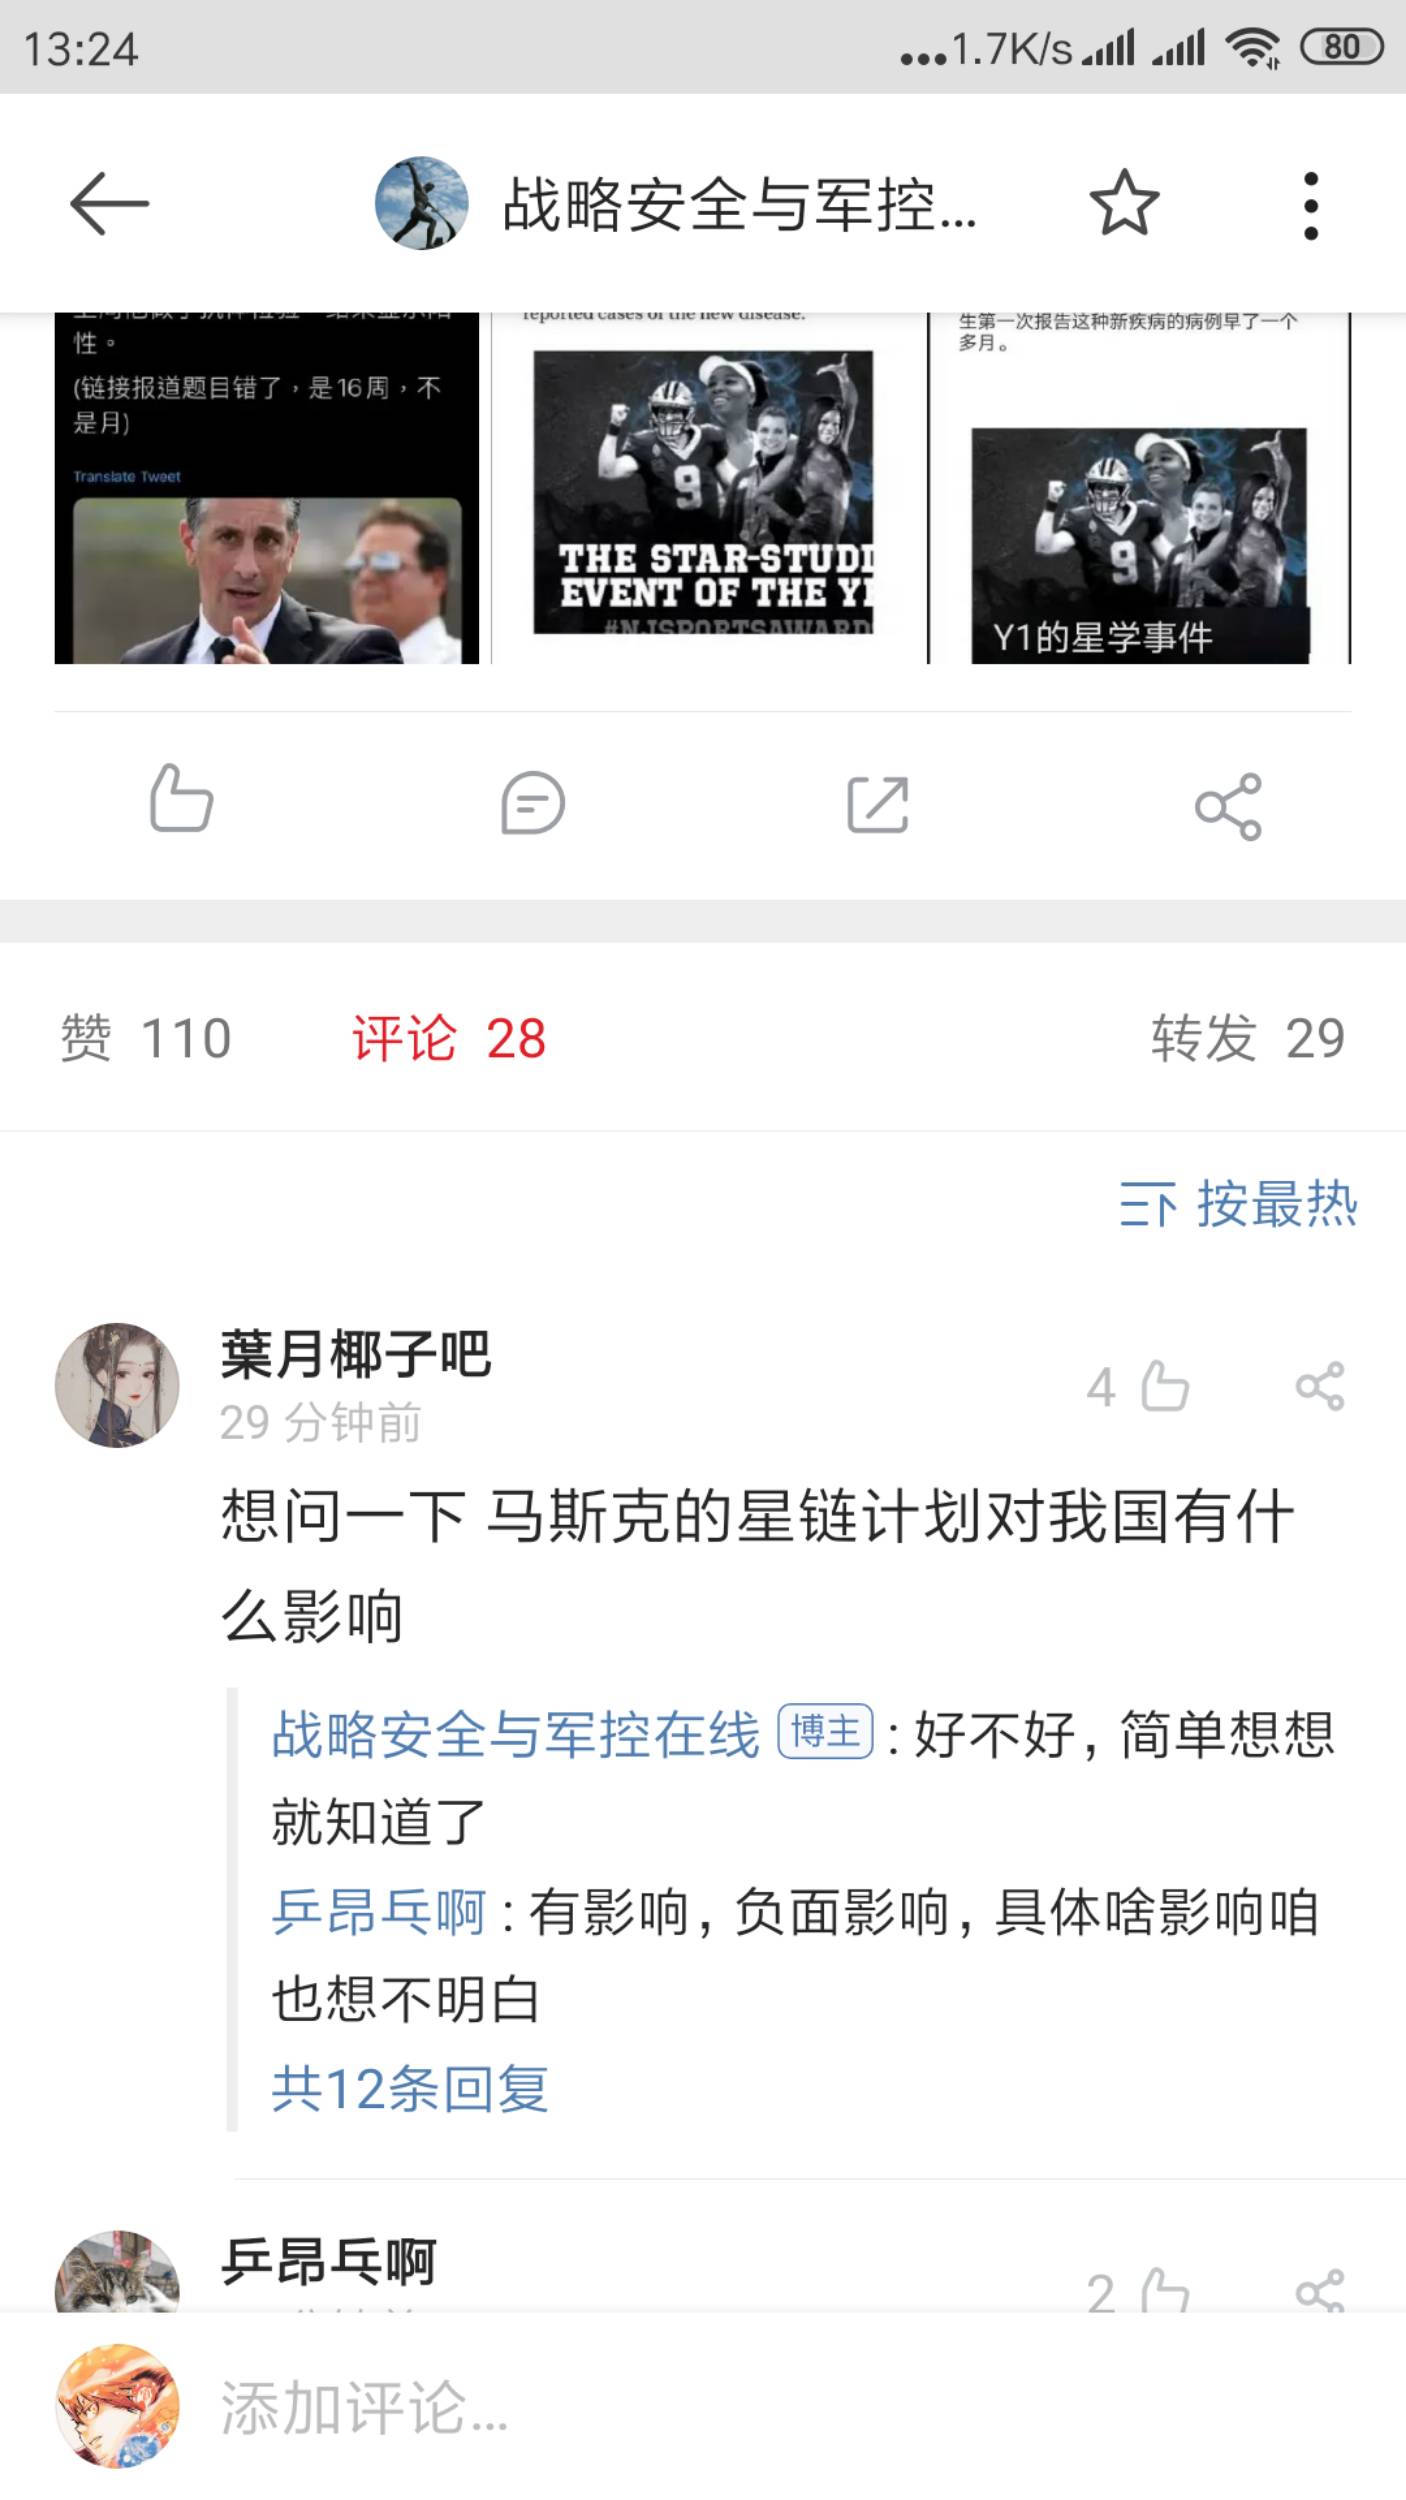 13:24
...1.7K/s
80
战略安全与军控...
性。
(链接报道题目错了，是16周，不
是月)
Translate Tweet
reported cases of the new disease.
9
THE STAR-STUDI
EVENT OF THE Y
#NJSPORTSAWARDS
生第一次报告这种新疾病的病例早了一个
多月。
9
Y1的星学事件
赞 110
评论 28
转发 29
按最热
葉月椰子吧
29 分钟前
4
想问一下 马斯克的星链计划对我国有什
么影响
战略安全与军控在线 博主 : 好不好, 简单想想
就知道了
乒昂乓啊 : 有影响, 负面影响, 具体啥影响咱
也想不明白
共12条回复
乒昂乓啊
2
添加评论...